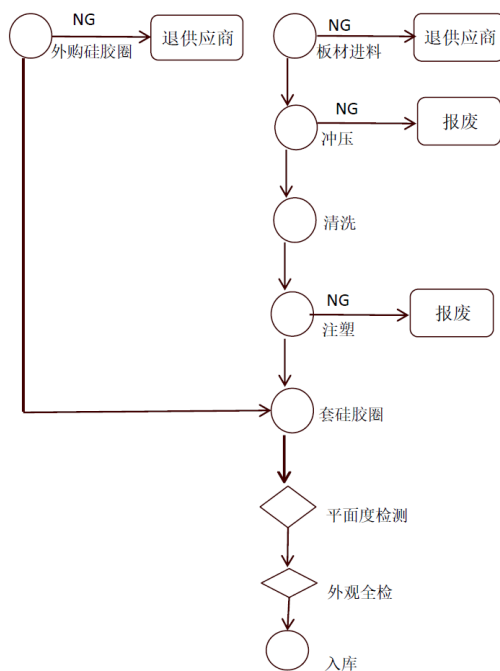 NG
退供应商
外购硅胶圈
NG
退供应商
板材进料
NG
报废
冲压
清洗
NG
报废
注塑
套硅胶圈
平面度检测
外观全检
入库